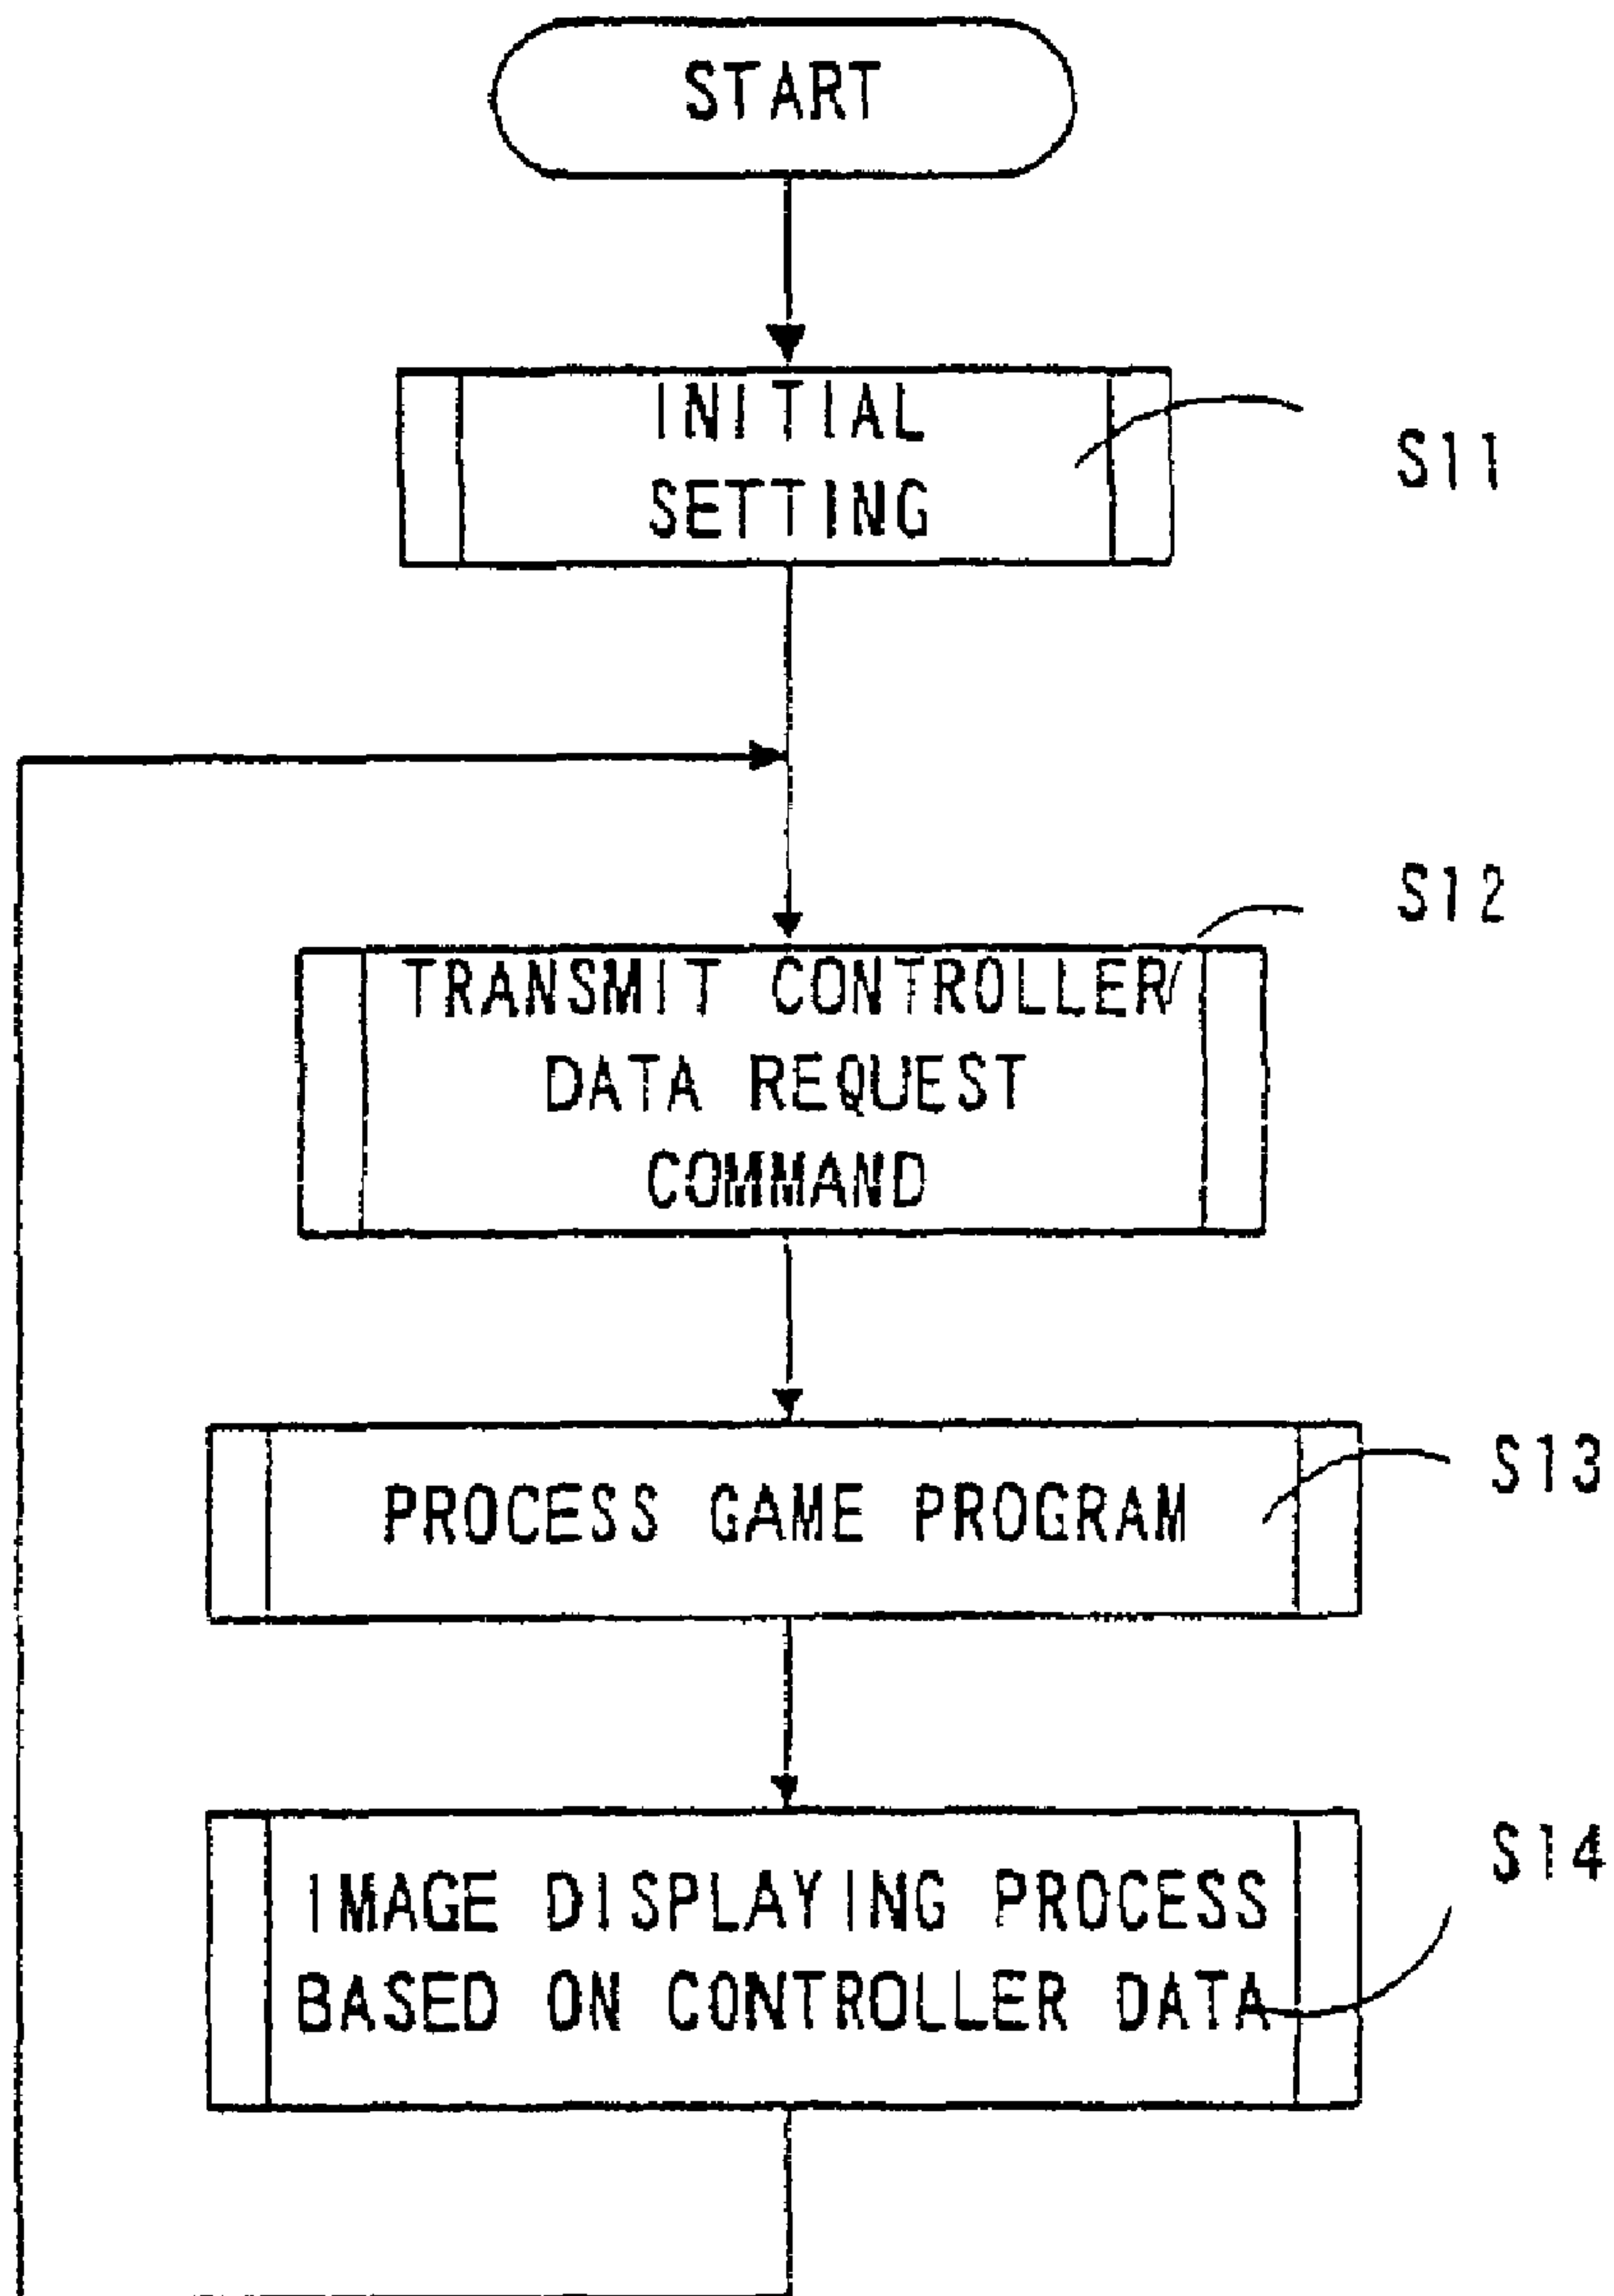 START
INITIAL
SETTING
S11
S12
TRANSMIT CONTROLLER
DATA REQUEST
COMMAND
PROCESS GAME PROGRAM
S13
IMAGE DISPLAYING PROCESS
BASED ON CONTROLLER DATA
S14